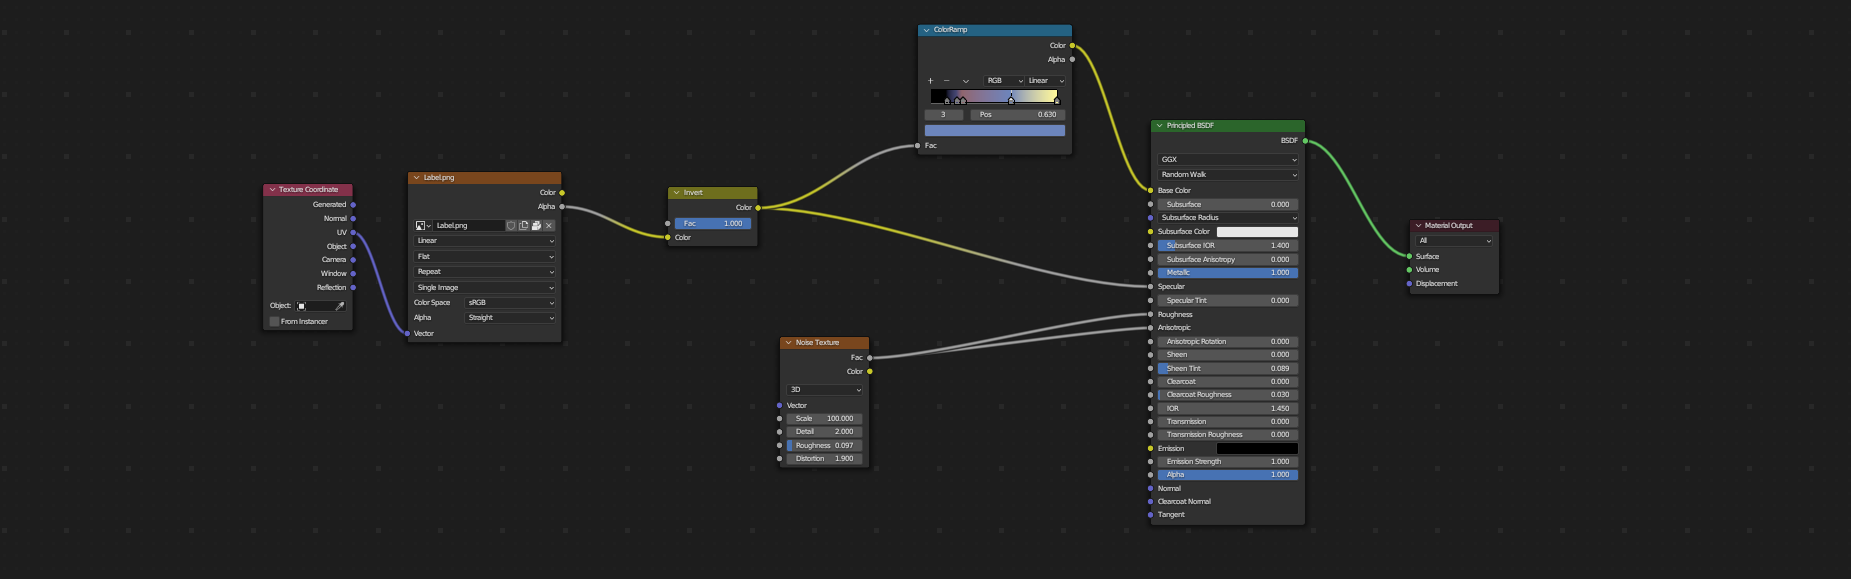 Texture Coordinate
Generated
Normal
UV
Object
Camera
Window
Reflection
Object:
From Instancer
Label.png
Color
Alpha
Label.png
Linear
Flat
Repeat
Single Image
Color Space sRGB
Alpha Straight
Vector
Invert
Color
Fac 1.000
Color
ColorRamp
Color
Alpha
+ − RGB Linear
3 Pos 0.630
Fac
Noise Texture
Fac
Color
3D
Vector
Scale 100.000
Detail 2.000
Roughness 0.097
Distortion 1.900
Principled BSDF
BSDF
GGX
Random Walk
Base Color
Subsurface 0.000
Subsurface Radius
Subsurface Color
Subsurface IOR 1.400
Subsurface Anisotropy 0.000
Metallic 1.000
Specular
Specular Tint 0.000
Roughness
Anisotropic
Anisotropic Rotation 0.000
Sheen 0.000
Sheen Tint 0.089
Clearcoat 0.000
Clearcoat Roughness 0.030
IOR 1.450
Transmission 0.000
Transmission Roughness 0.000
Emission
Emission Strength 1.000
Alpha 1.000
Normal
Clearcoat Normal
Tangent
Material Output
All
Surface
Volume
Displacement